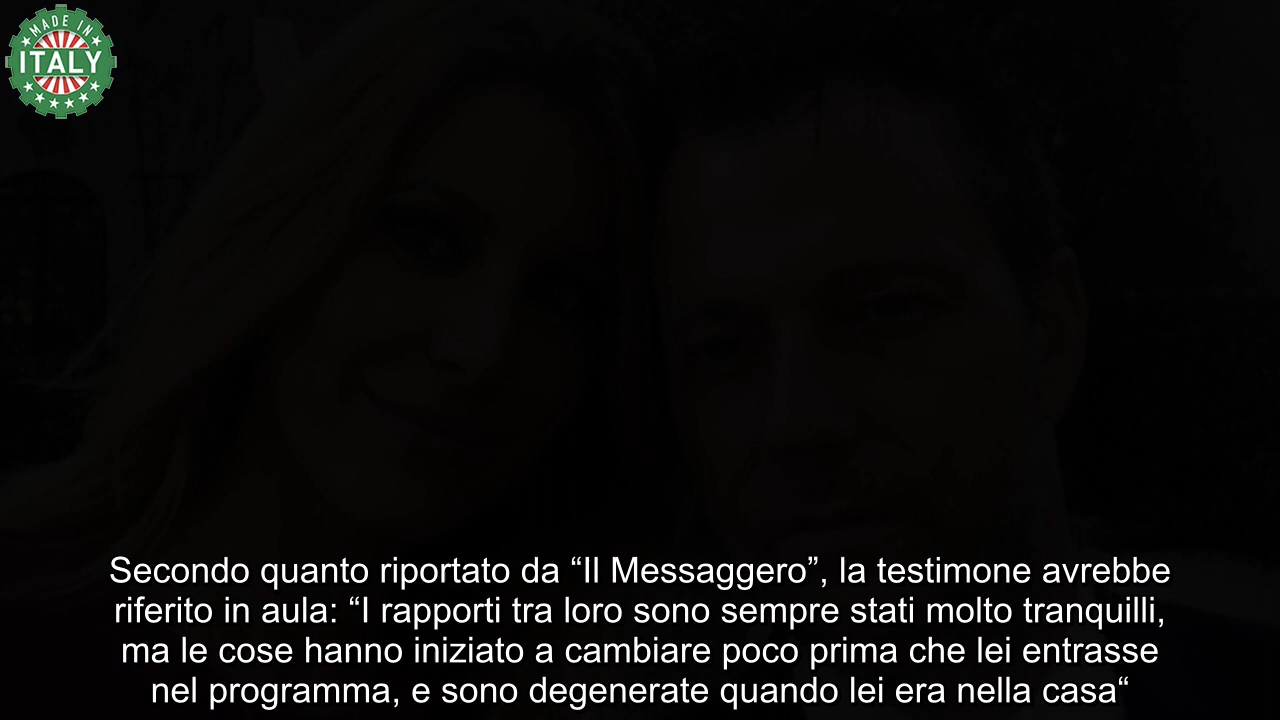 MADE IN
ITALY
Secondo quanto riportato da “Il Messaggero”, la testimone avrebbe
riferito in aula: “I rapporti tra loro sono sempre stati molto tranquilli,
ma le cose hanno iniziato a cambiare poco prima che lei entrasse
nel programma, e sono degenerate quando lei era nella casa“